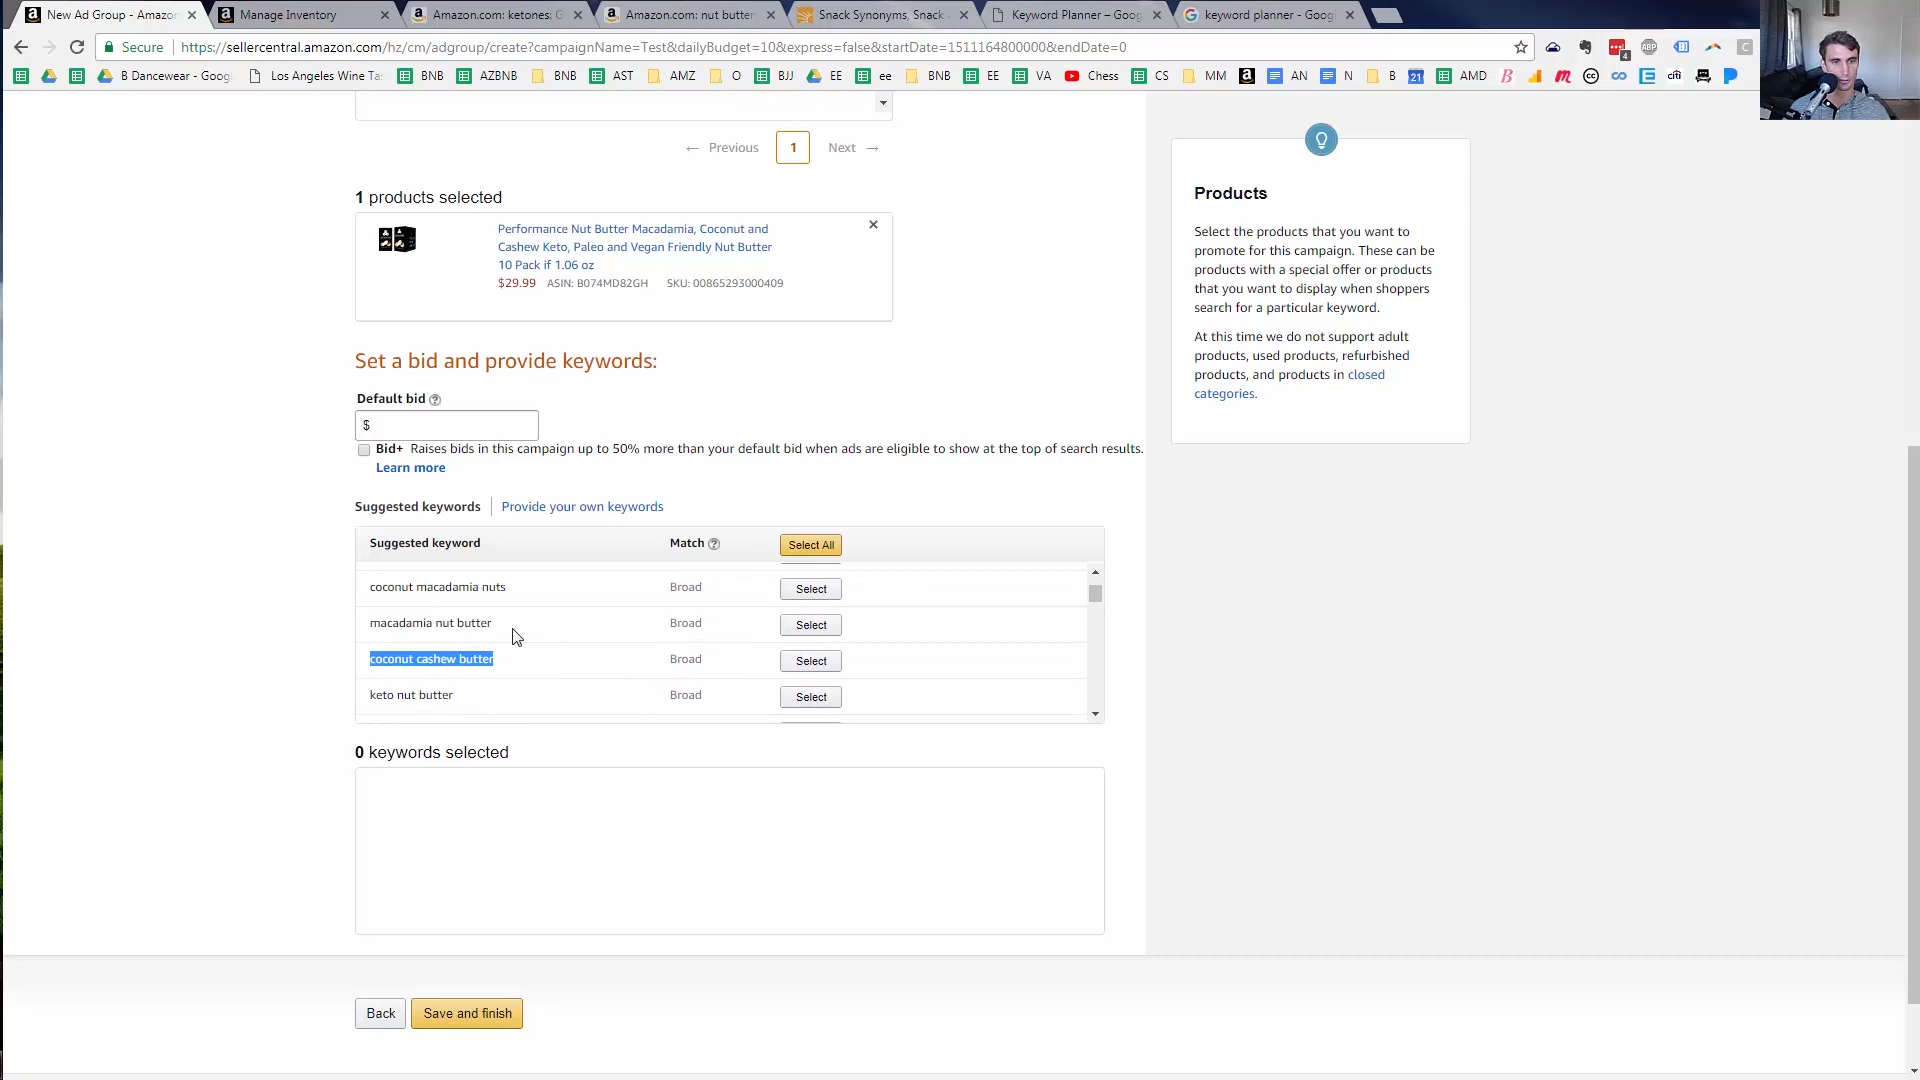 New Ad Group - Amazon
Manage Inventory
Amazon.com: ketones: G
Amazon.com: nut butter
Snack Synonyms, Snack
Keyword Planner – Goog
keyword planner - Goog
Secure
https://sellercentral.amazon.com/hz/cm/adgroup/create?campaignName=Test&dailyBudget=10&express=false&startDate=1511164800000&endDate=0
B Dancewear - Goog
Los Angeles Wine Ta
BNB
AZBNB
BNB
AST
AMZ
O
BJJ
EE
ee
BNB
EE
VA
Chess
CS
MM
AN
N
B
21
AMD
← Previous 1 Next →
1 products selected
Performance Nut Butter Macadamia, Coconut and
Cashew Keto, Paleo and Vegan Friendly Nut Butter
10 Pack if 1.06 oz
$29.99 ASIN: B074MD82GH SKU: 00865293000409
Set a bid and provide keywords:
Default bid
$
Bid+ Raises bids in this campaign up to 50% more than your default bid when ads are eligible to show at the top of search results.
Learn more
Suggested keywords | Provide your own keywords
Suggested keyword Match Select All
coconut macadamia nuts Broad Select
macadamia nut butter Broad Select
coconut cashew butter Broad Select
keto nut butter Broad Select
0 keywords selected
Back Save and finish
Products
Select the products that you want to
promote for this campaign. These can be
products with a special offer or products
that you want to display when shoppers
search for a particular keyword.
At this time we do not support adult
products, used products, refurbished
products, and products in closed
categories.